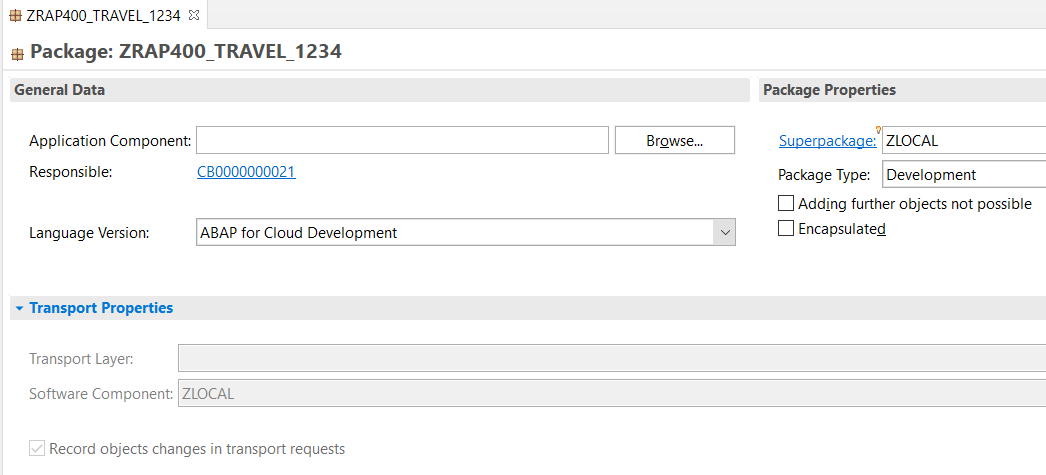 ZRAP400_TRAVEL_1234
Package: ZRAP400_TRAVEL_1234
General Data
Application Component:
Browse...
Responsible: CB0000000021
Language Version: ABAP for Cloud Development
Package Properties
Superpackage: ZLOCAL
Package Type: Development
Adding further objects not possible
Encapsulated
Transport Properties
Transport Layer:
Software Component: ZLOCAL
Record objects changes in transport requests